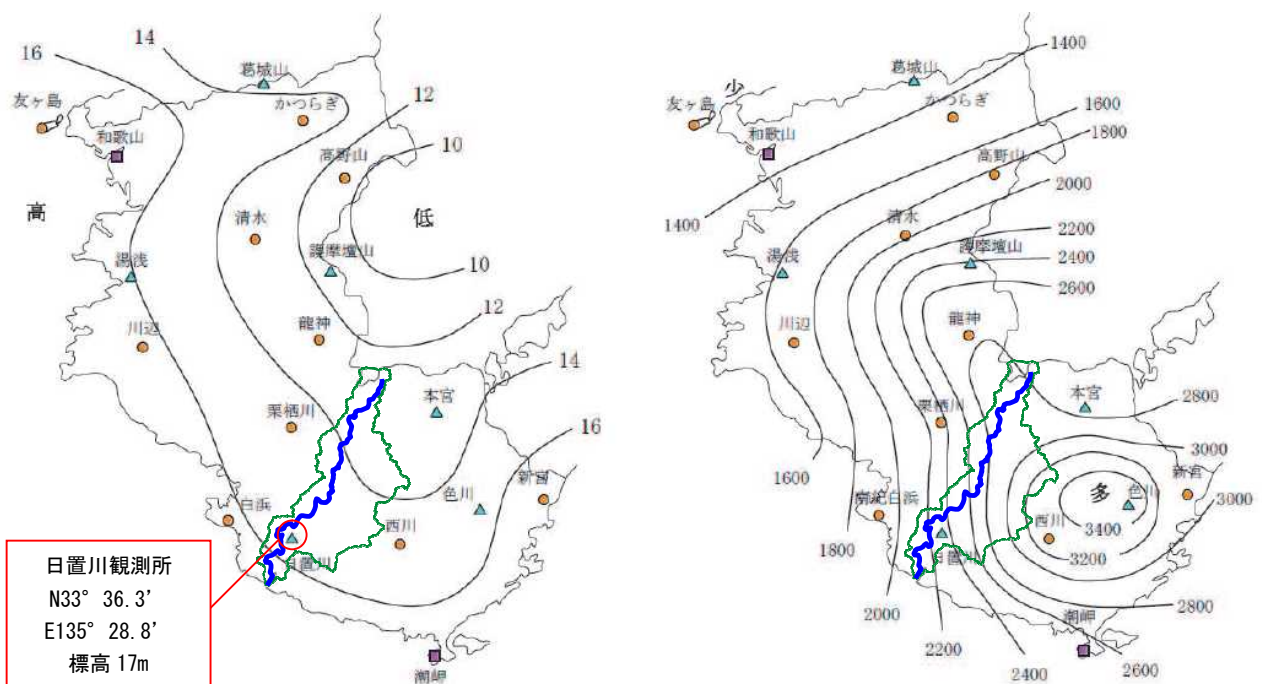 16
14
葛城山
友ヶ島
かつらぎ
12
和歌山
高野山
10
高
清水
低
湯浅
護摩壇山
10
川辺
龍神
12
14
栗栖川
本宮
16
白浜
色川
新宮
西川
日置川
潮岬
日置川観測所
N33° 36.3’
E135° 28.8’
標高 17m
1400
葛城山
少
友ヶ島
かつらぎ
1600
1800
和歌山
高野山
2000
1400
清水
2200
護摩壇山
2400
湯浅
2600
川辺
龍神
本宮
2800
栗栖川
3000
1600
新宮
多
色川
3000
南紀白浜
3400
西川
1800
3200
日置川
2000
2800
潮岬
2200
2400
2600